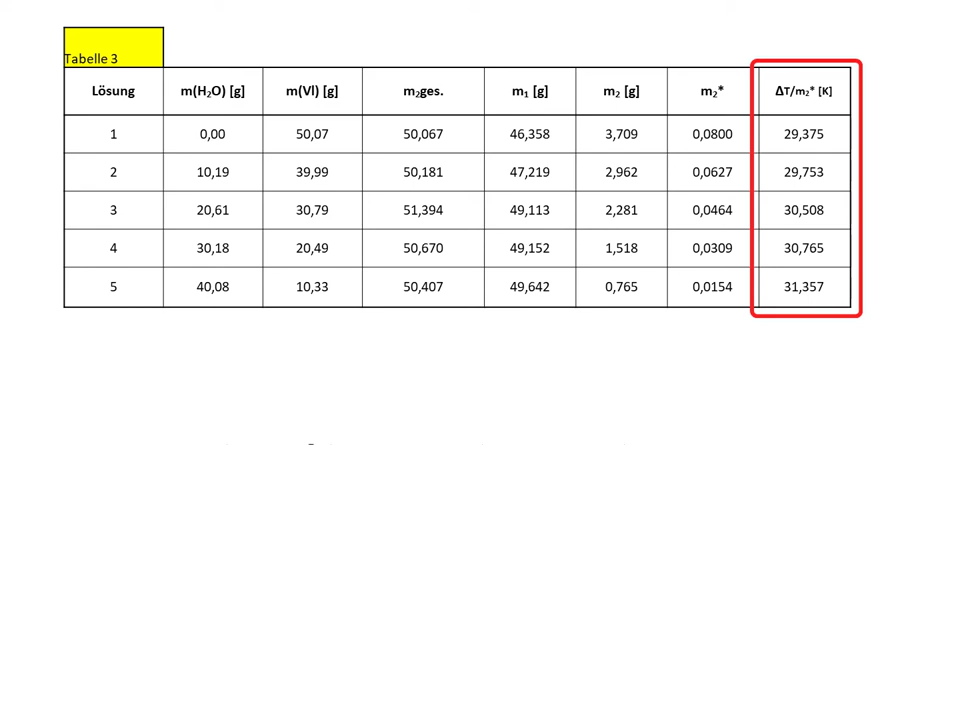 Tabelle 3
Lösung m(H₂O) [g] m(Vl) [g] m₂ges. m₁ [g] m₂ [g] m₂* ΔT/m₂* [K]
1 0,00 50,07 50,067 46,358 3,709 0,0800 29,375
2 10,19 39,99 50,181 47,219 2,962 0,0627 29,753
3 20,61 30,79 51,394 49,113 2,281 0,0464 30,508
4 30,18 20,49 50,670 49,152 1,518 0,0309 30,765
5 40,08 10,33 50,407 49,642 0,765 0,0154 31,357